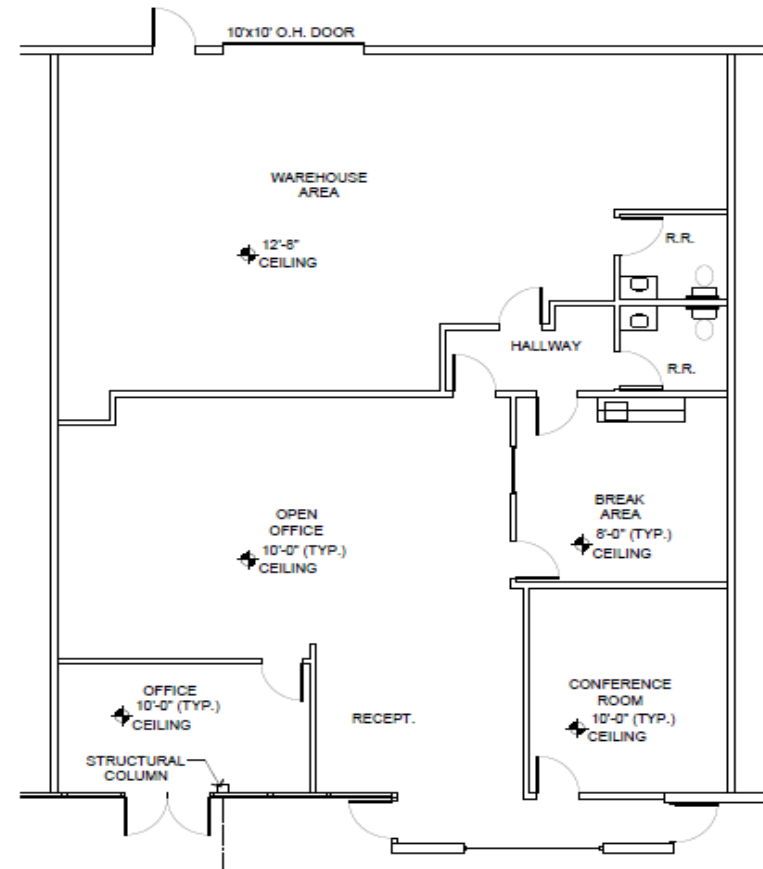 10'x10' O.H. DOOR
WAREHOUSE
AREA
12'-8"
CEILING
R.R.
HALLWAY
R.R.
OPEN
OFFICE
10'-0" (TYP.)
CEILING
BREAK
AREA
8'-0" (TYP.)
CEILING
OFFICE
10'-0" (TYP.)
CEILING
STRUCTURAL
COLUMN
RECEPT.
CONFERENCE
ROOM
10'-0" (TYP.)
CEILING